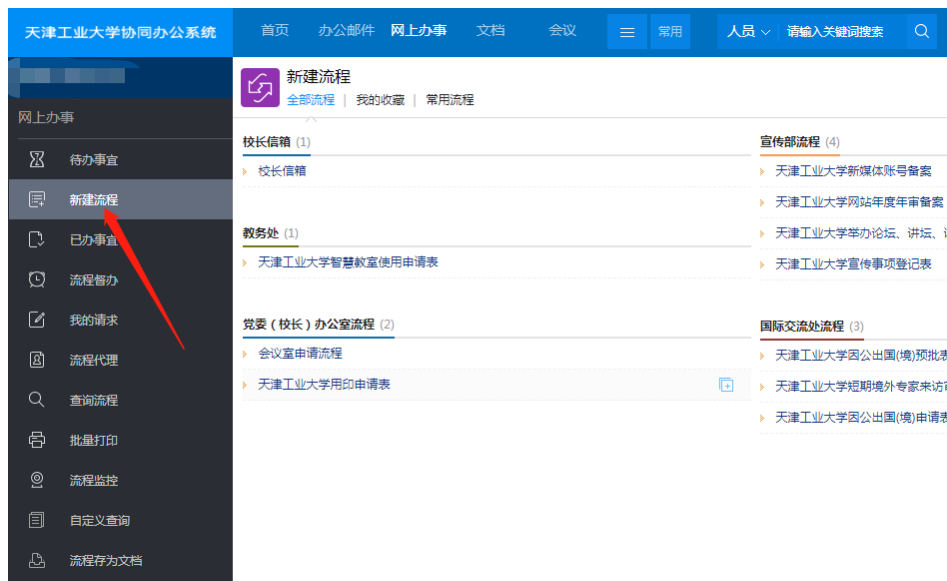 天津工业大学协同办公系统
首页 办公邮件 网上办事 文档 会议 常用 人员 请输入关键词搜索
网上办事
待办事宜
新建流程
已办事宜
流程督办
我的请求
流程代理
查询流程
批量打印
流程监控
自定义查询
流程存为文档
新建流程
全部流程 | 我的收藏 | 常用流程
校长信箱 (1)
校长信箱
教务处 (1)
天津工业大学智慧教室使用申请表
党委（校长）办公室流程 (2)
会议室申请流程
天津工业大学用印申请表
宣传部流程 (4)
天津工业大学新媒体账号备案
天津工业大学网站年度年审备案
天津工业大学举办论坛、讲坛、
天津工业大学宣传事项登记表
国际交流处流程 (3)
天津工业大学因公出国(境)预批表
天津工业大学短期境外专家来访
天津工业大学因公出国(境)申请表